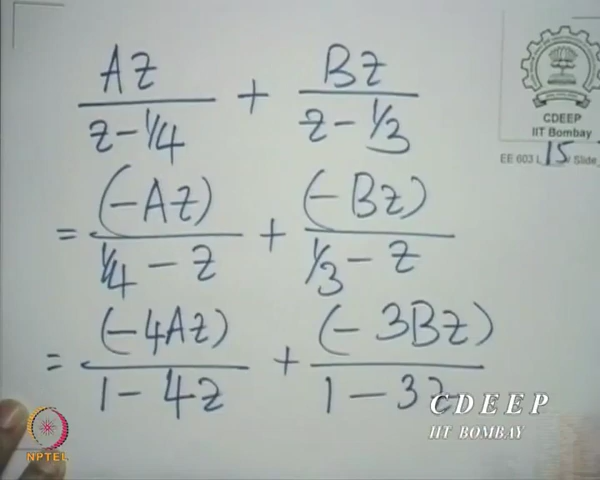 Az/(z - 1/4) + Bz/(z - 1/3)
= (-Az)/(1/4 - z) + (-Bz)/(1/3 - z)
= (-4Az)/(1 - 4z) + (-3Bz)/(1 - 3z)
CDEEP
IIT Bombay
EE 603 L 15 / Slide
CDEEP
IIT BOMBAY
NPTEL